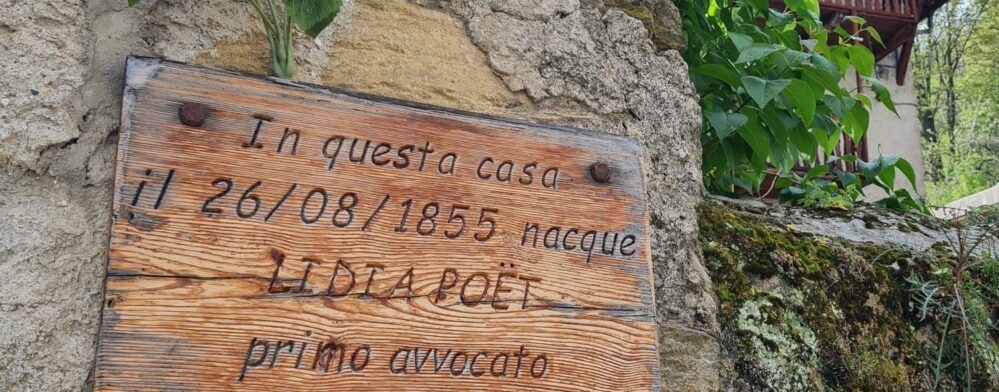 In questa casa
il 26/08/1855 nacque
LIDIA POËT
primo avvocato